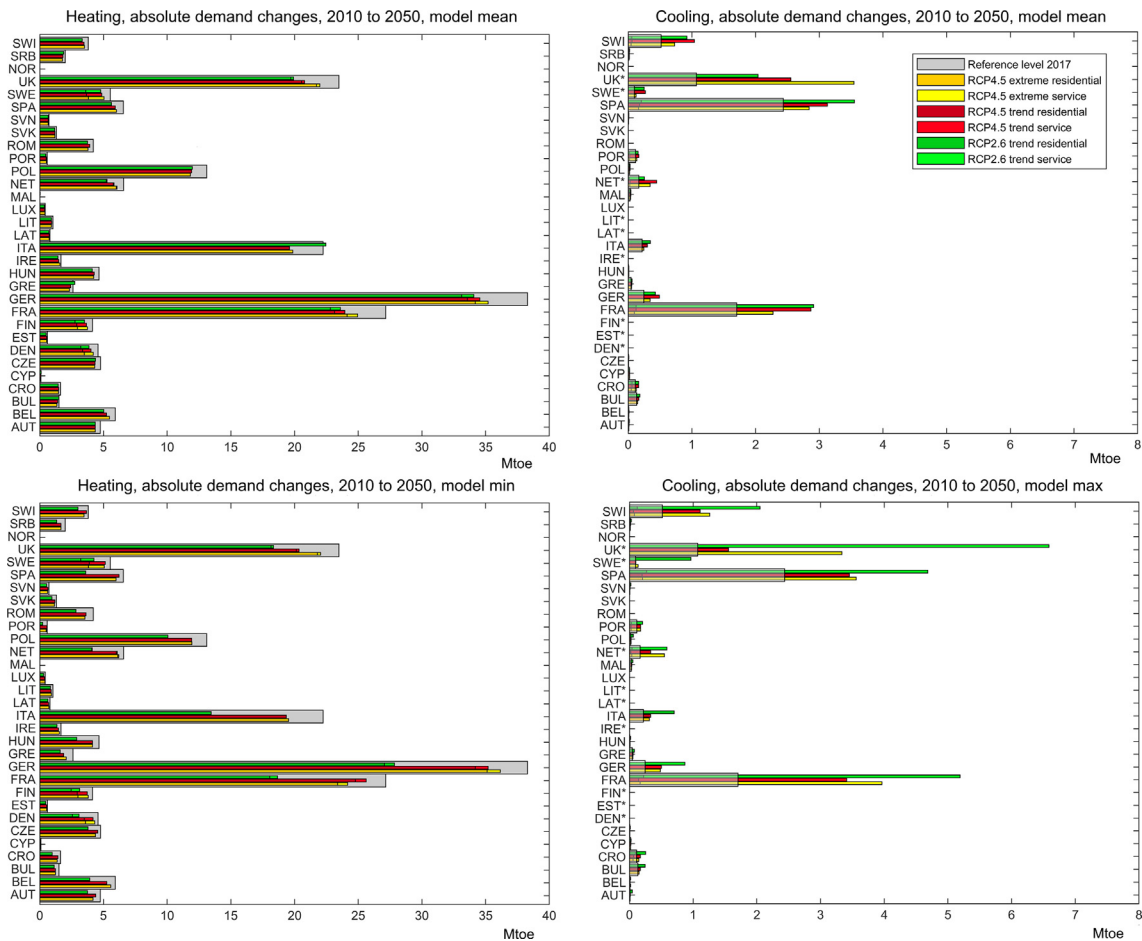 Heating, absolute demand changes, 2010 to 2050, model mean
SWI
SRB
NOR
UK
SWE
SPA
SVN
SVK
ROM
POR
POL
NET
MAL
LUX
LIT
LAT
ITA
IRE
HUN
GRE
GER
FRA
FIN
EST
DEN
CZE
CYP
CRO
BUL
BEL
AUT
0 5 10 15 20 25 30 35 40
Mtoe
Cooling, absolute demand changes, 2010 to 2050, model mean
SWI
SRB
NOR
UK*
SWE*
SPA
SVN
SVK
ROM
POR
POL
NET*
MAL
LUX
LIT*
LAT*
ITA
IRE*
HUN
GRE
GER
FRA
FIN*
EST*
DEN*
CZE
CYP
CRO
BUL
BEL
AUT
0 1 2 3 4 5 6 7 8
Mtoe
Reference level 2017
RCP4.5 extreme residential
RCP4.5 extreme service
RCP4.5 trend residential
RCP4.5 trend service
RCP2.6 trend residential
RCP2.6 trend service
Heating, absolute demand changes, 2010 to 2050, model min
SWI
SRB
NOR
UK
SWE
SPA
SVN
SVK
ROM
POR
POL
NET
MAL
LUX
LIT
LAT
ITA
IRE
HUN
GRE
GER
FRA
FIN
EST
DEN
CZE
CYP
CRO
BUL
BEL
AUT
0 5 10 15 20 25 30 35 40
Mtoe
Cooling, absolute demand changes, 2010 to 2050, model max
SWI
SRB
NOR
UK*
SWE*
SPA
SVN
SVK
ROM
POR
POL
NET*
MAL
LUX
LIT*
LAT*
ITA
IRE*
HUN
GRE
GER
FRA
FIN*
EST*
DEN*
CZE
CYP
CRO
BUL
BEL
AUT
0 1 2 3 4 5 6 7 8
Mtoe